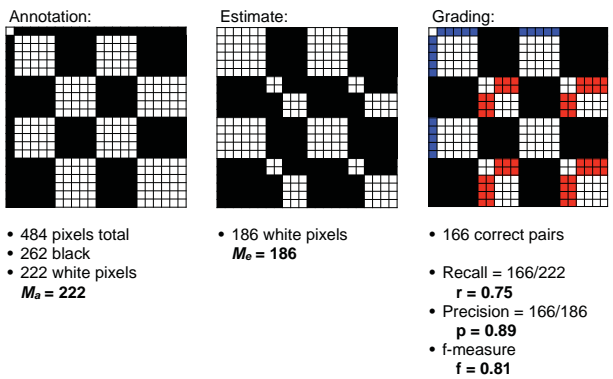 Annotation:
Estimate:
Grading:
• 484 pixels total
• 262 black
• 222 white pixels
Mₐ = 222
• 186 white pixels
Mₑ = 186
• 166 correct pairs
• Recall = 166/222
r = 0.75
• Precision = 166/186
p = 0.89
• f-measure
f = 0.81